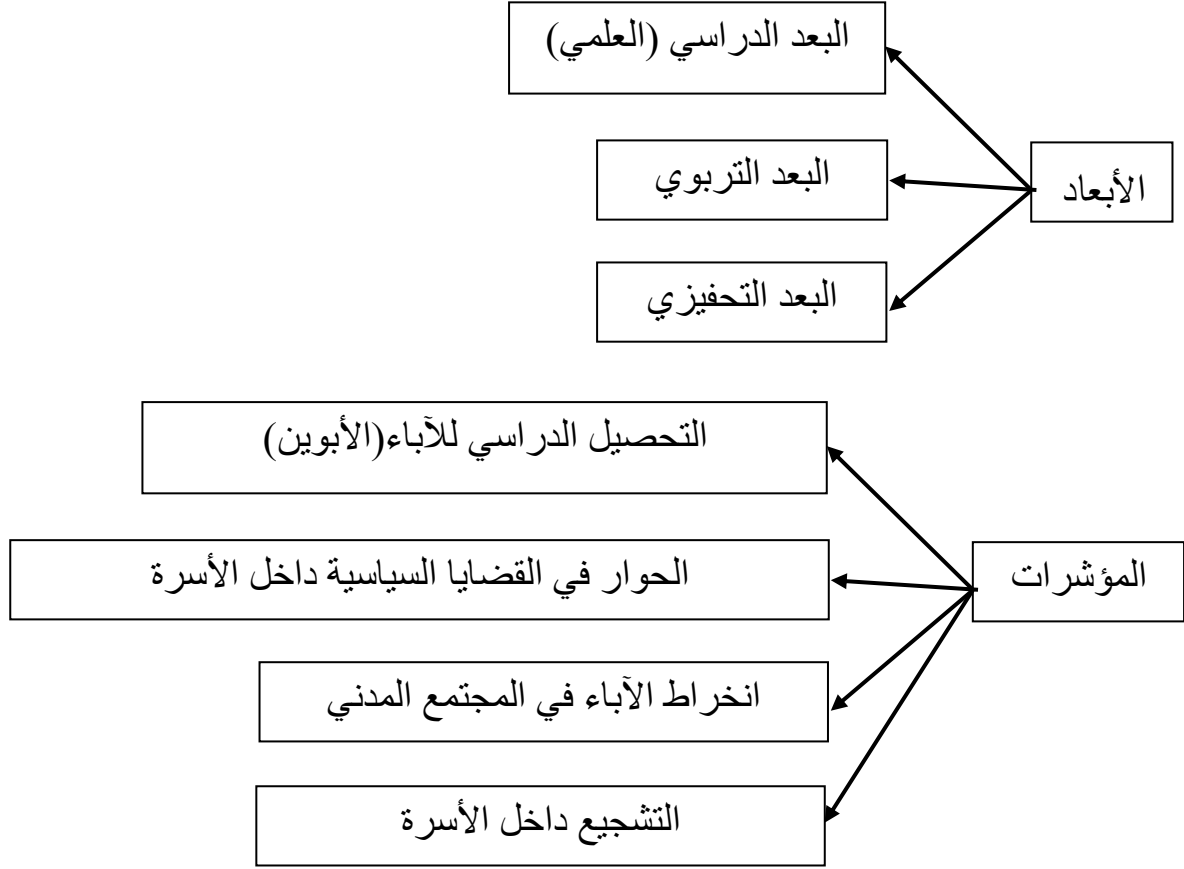 البعد الدراسي (العلمي)
الأبعاد
البعد التربوي
البعد التحفيزي
التحصيل الدراسي للآباء(الأبوين)
المؤشرات
الحوار في القضايا السياسية داخل الأسرة
انخراط الآباء في المجتمع المدني
التشجيع داخل الأسرة